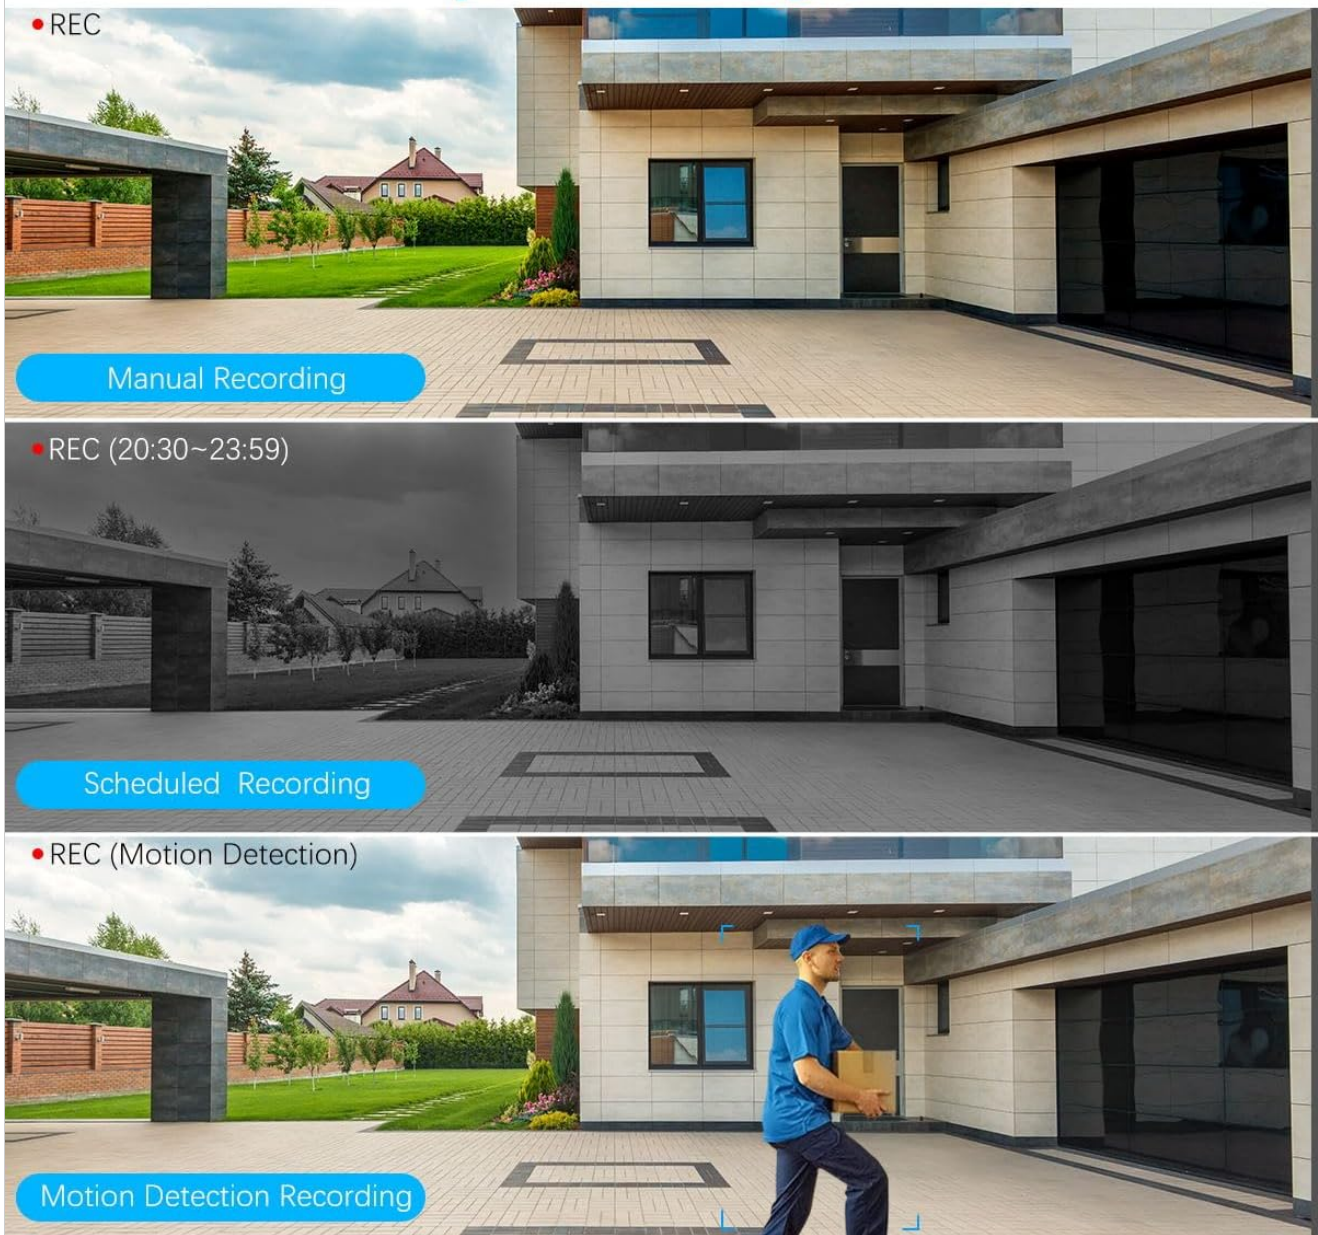 REC
Manual Recording
REC (20:30~23:59)
Scheduled Recording
REC (Motion Detection)
Motion Detection Recording